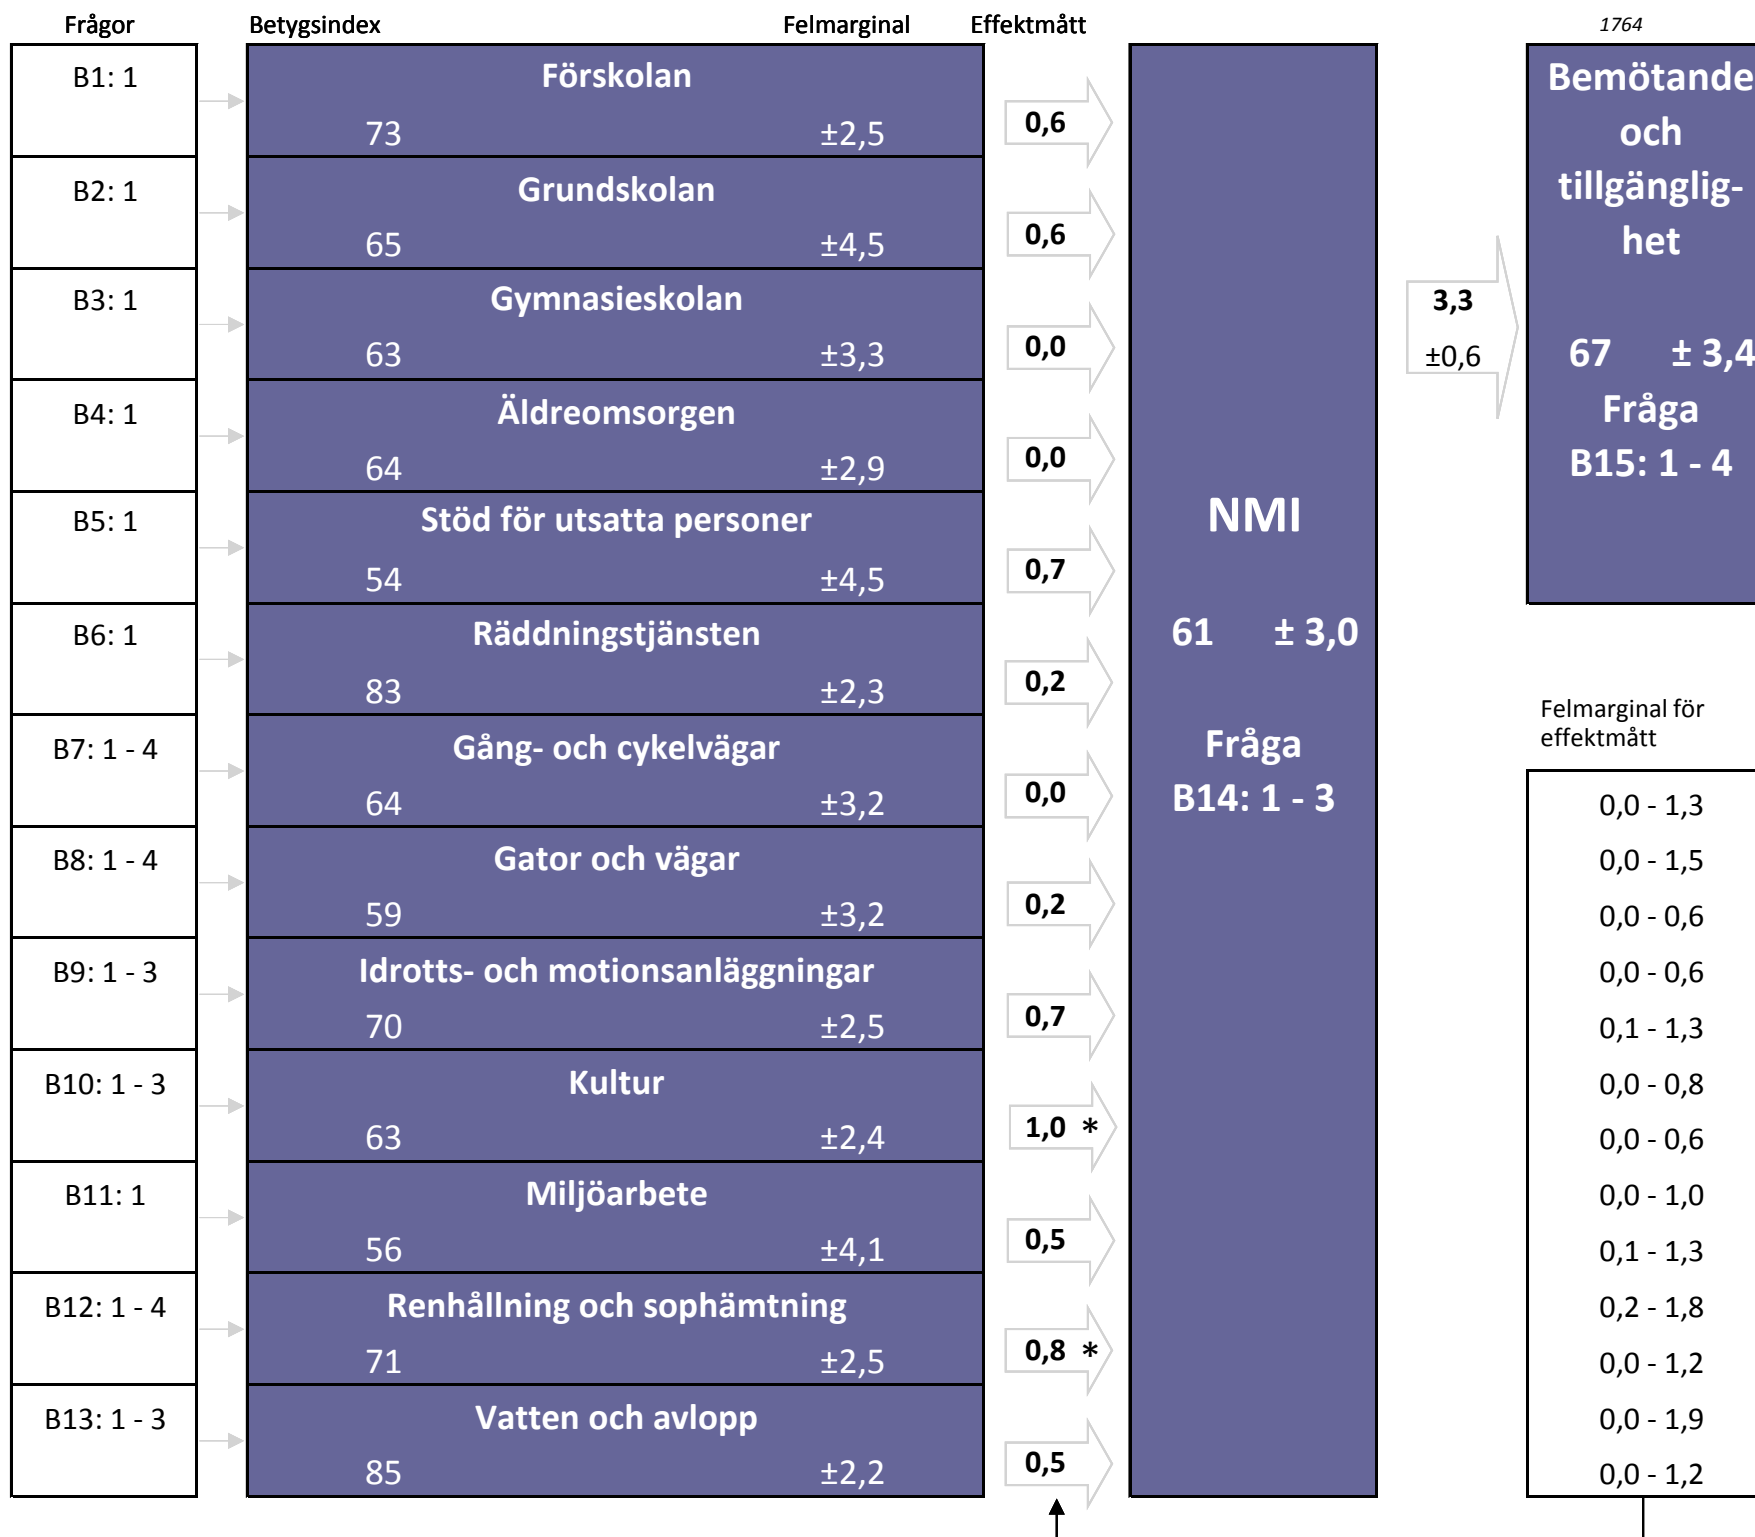 Frågor Betygsindex Felmarginal Effektmått 1764
B1: 1 Förskolan
73 ±2,5 0,6
B2: 1 Grundskolan
65 ±4,5 0,6
B3: 1 Gymnasieskolan
63 ±3,3 0,0
B4: 1 Äldreomsorgen
64 ±2,9 0,0
B5: 1 Stöd för utsatta personer
54 ±4,5 0,7
B6: 1 Räddningstjänsten
83 ±2,3 0,2
B7: 1 - 4 Gång- och cykelvägar
64 ±3,2 0,0
B8: 1 - 4 Gator och vägar
59 ±3,2 0,2
B9: 1 - 3 Idrotts- och motionsanläggningar
70 ±2,5 0,7
B10: 1 - 3 Kultur
63 ±2,4 1,0 *
B11: 1 Miljöarbete
56 ±4,1 0,5
B12: 1 - 4 Renhållning och sophämtning
71 ±2,5 0,8 *
B13: 1 - 3 Vatten och avlopp
85 ±2,2 0,5
NMI
61 ± 3,0
Fråga
B14: 1 - 3
3,3
±0,6
Bemötande
och
tillgänglig-
het
67 ± 3,4
Fråga
B15: 1 - 4
Felmarginal för
effektmått
0,0 - 1,3
0,0 - 1,5
0,0 - 0,6
0,0 - 0,6
0,1 - 1,3
0,0 - 0,8
0,0 - 0,6
0,0 - 1,0
0,1 - 1,3
0,2 - 1,8
0,0 - 1,2
0,0 - 1,9
0,0 - 1,2